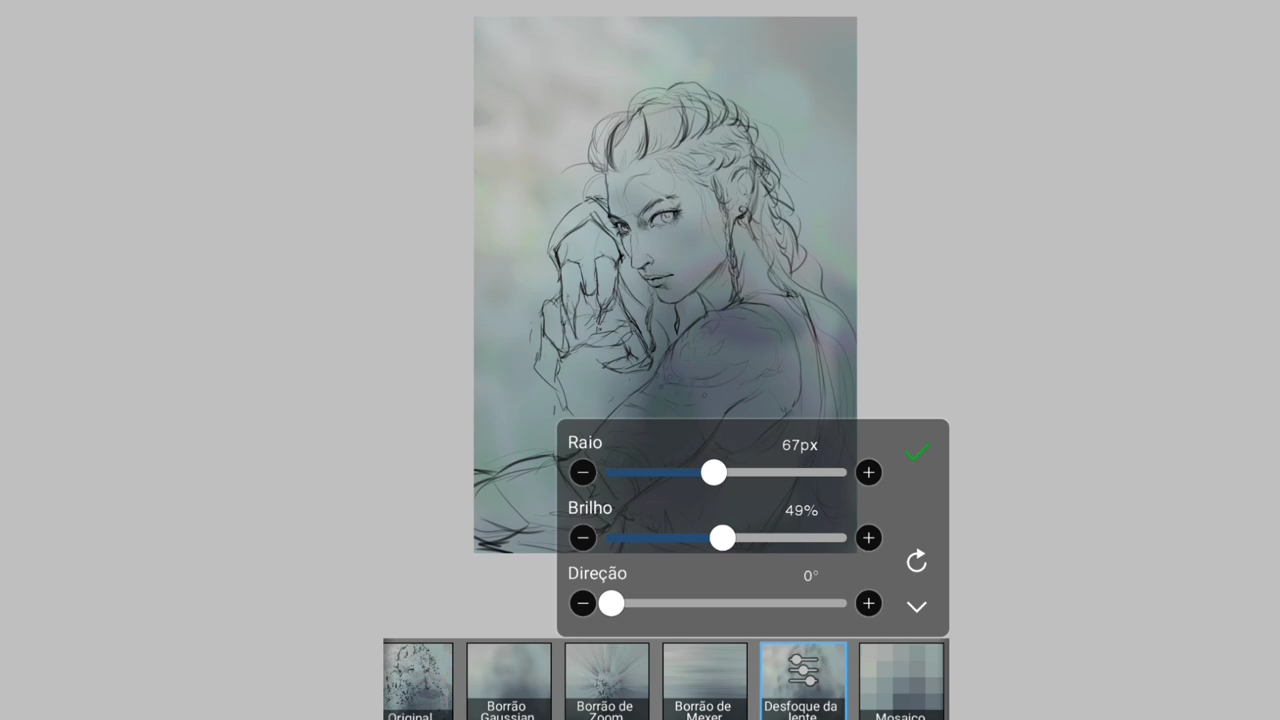 Raio 67px
Brilho 49%
Direção 0°
Original
Borrão Gaussian
Borrão de Zoom
Borrão de Mexer
Desfoque da lente
Mosaico